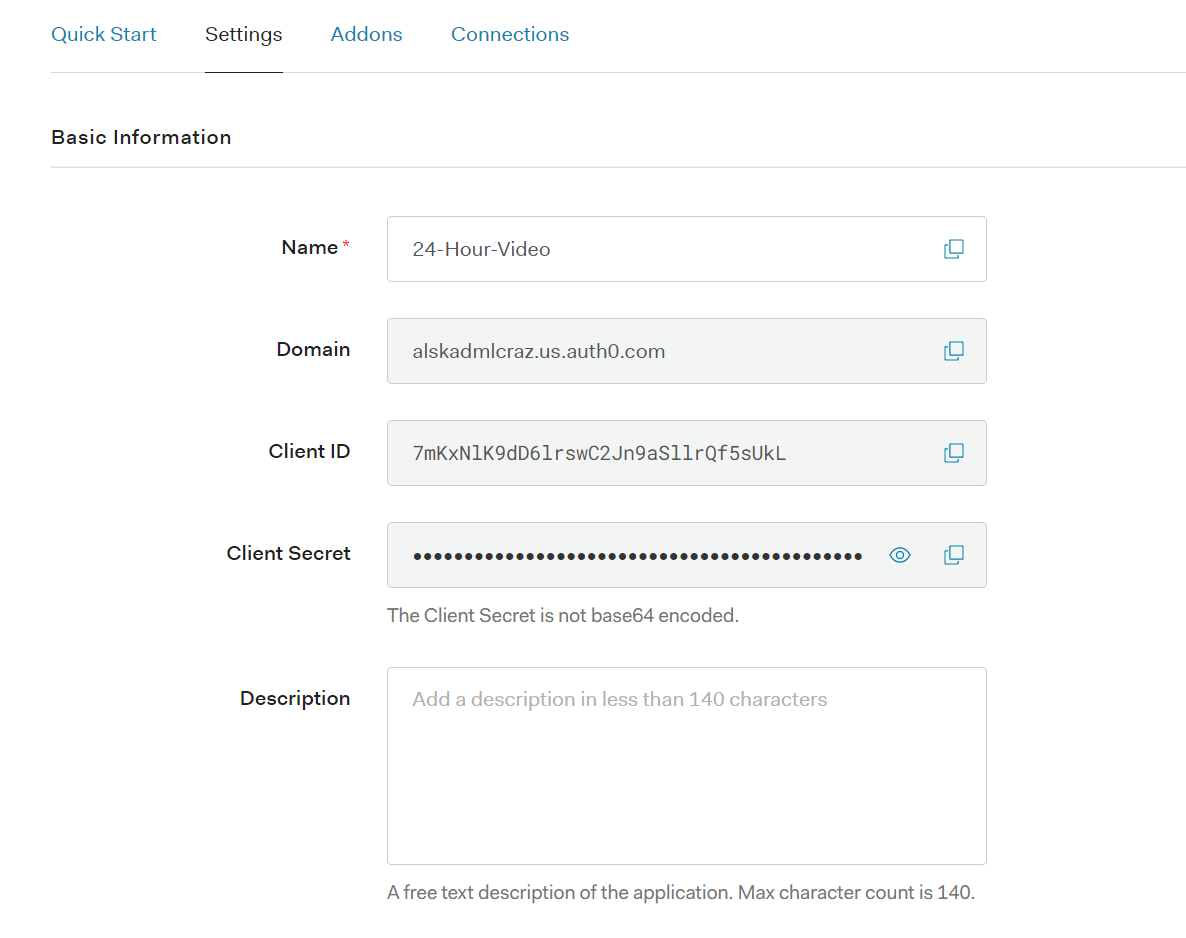 Quick Start Settings Addons Connections
Basic Information
Name *
24-Hour-Video
Domain
alskadmlcraz.us.auth0.com
Client ID
7mKxNlK9dD6lrswC2Jn9aSllrQf5sUkL
Client Secret
••••••••••••••••••••••••••••••••••••••••••••
The Client Secret is not base64 encoded.
Description
Add a description in less than 140 characters
A free text description of the application. Max character count is 140.